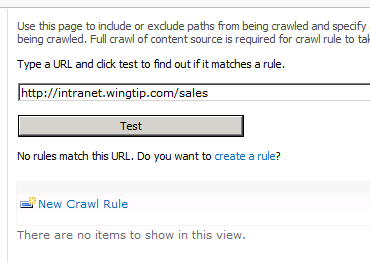 Use this page to include or exclude paths from being crawled and specify a
being crawled. Full crawl of content source is required for crawl rule to tak
Type a URL and click test to find out if it matches a rule.
http://intranet.wingtip.com/sales
Test
No rules match this URL. Do you want to create a rule?
New Crawl Rule
There are no items to show in this view.